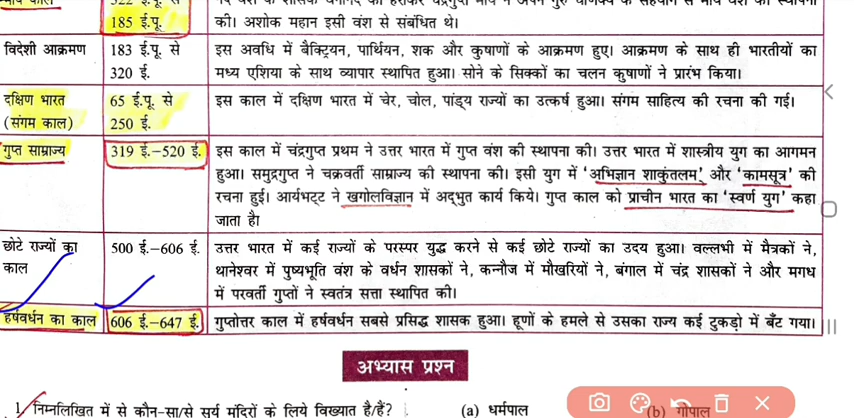 185 ई.पू. की। अशोक महान इसी वंश से संबंधित थे।
विदेशी आक्रमण 183 ई.पू. से इस अवधि में बैक्ट्रियन, पार्थियन, शक और कुषाणों के आक्रमण हुए। आक्रमण के साथ ही भारतीयों का
320 ई. मध्य एशिया के साथ व्यापार स्थापित हुआ। सोने के सिक्कों का चलन कुषाणों ने प्रारंभ किया।
दक्षिण भारत 65 ई.पू. से इस काल में दक्षिण भारत में चेर, चोल, पांड्य राज्यों का उत्कर्ष हुआ। संगम साहित्य की रचना की गई।
(संगम काल) 250 ई.
गुप्त साम्राज्य 319 ई.–520 ई. इस काल में चंद्रगुप्त प्रथम ने उत्तर भारत में गुप्त वंश की स्थापना की। उत्तर भारत में शास्त्रीय युग का आगमन
हुआ। समुद्रगुप्त ने चक्रवर्ती साम्राज्य की स्थापना की। इसी युग में 'अभिज्ञान शाकुंतलम्' और 'कामसूत्र' की
रचना हुई। आर्यभट्ट ने खगोलविज्ञान में अद्भुत कार्य किये। गुप्त काल को प्राचीन भारत का 'स्वर्ण युग' कहा
जाता है।
छोटे राज्यों का 500 ई.–606 ई. उत्तर भारत में कई राज्यों के परस्पर युद्ध करने से कई छोटे राज्यों का उदय हुआ। वल्लभी में मैत्रकों ने,
काल थानेश्वर में पुष्यभूति वंश के वर्धन शासकों ने, कन्नौज में मौखरियों ने, बंगाल में चंद्र शासकों ने और मगध
में परवर्ती गुप्तों ने स्वतंत्र सत्ता स्थापित की।
हर्षवर्धन का काल 606 ई.–647 ई. गुप्तोत्तर काल में हर्षवर्धन सबसे प्रसिद्ध शासक हुआ। हूणों के हमले से उसका राज्य कई टुकड़ो में बँट गया।
अभ्यास प्रश्न
1. निम्नलिखित में से कौन-सा/से सूर्य मंदिरों के लिये विख्यात है/हैं? (a) धर्मपाल (b) गोपाल